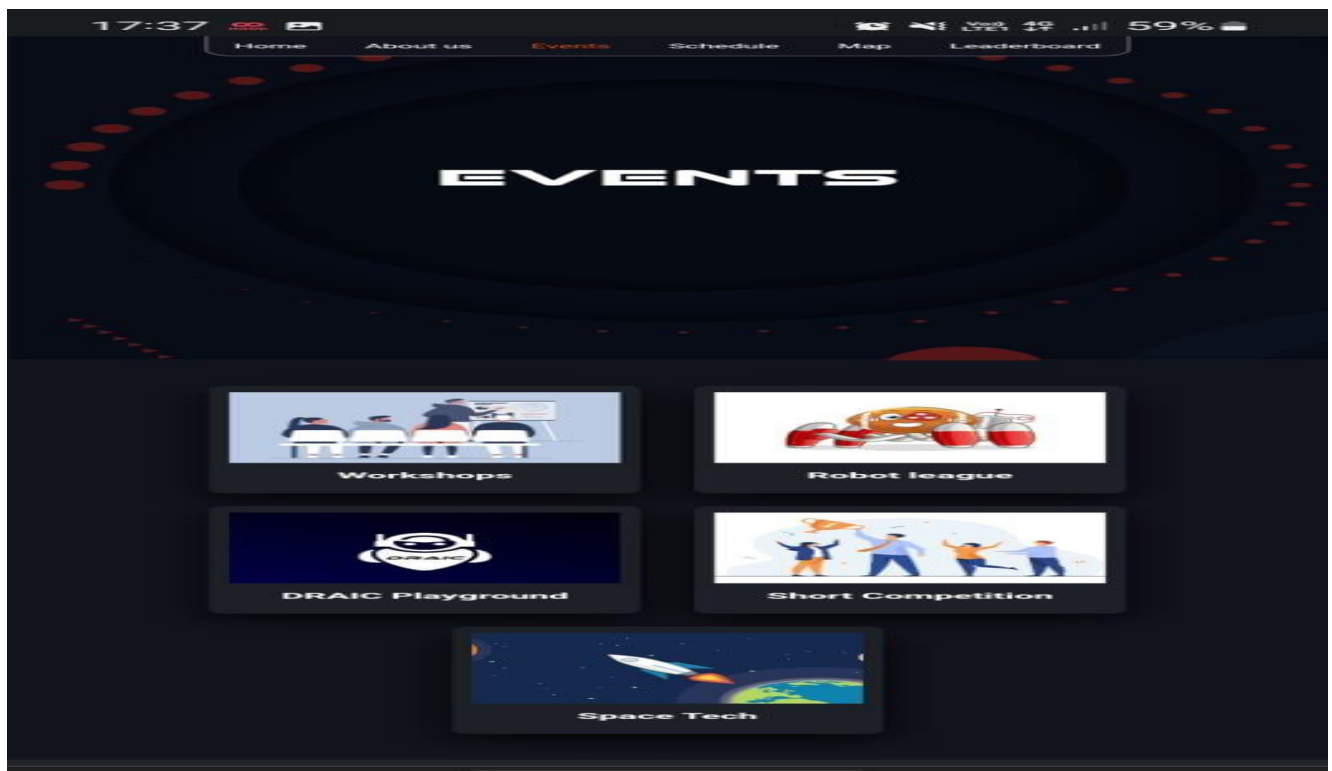 17:37 59%
Home About us Events Schedule Map Leaderboard
EVENTS
Workshops Robot league
DRAIC
DRAIC Playground Short Competition
Space Tech